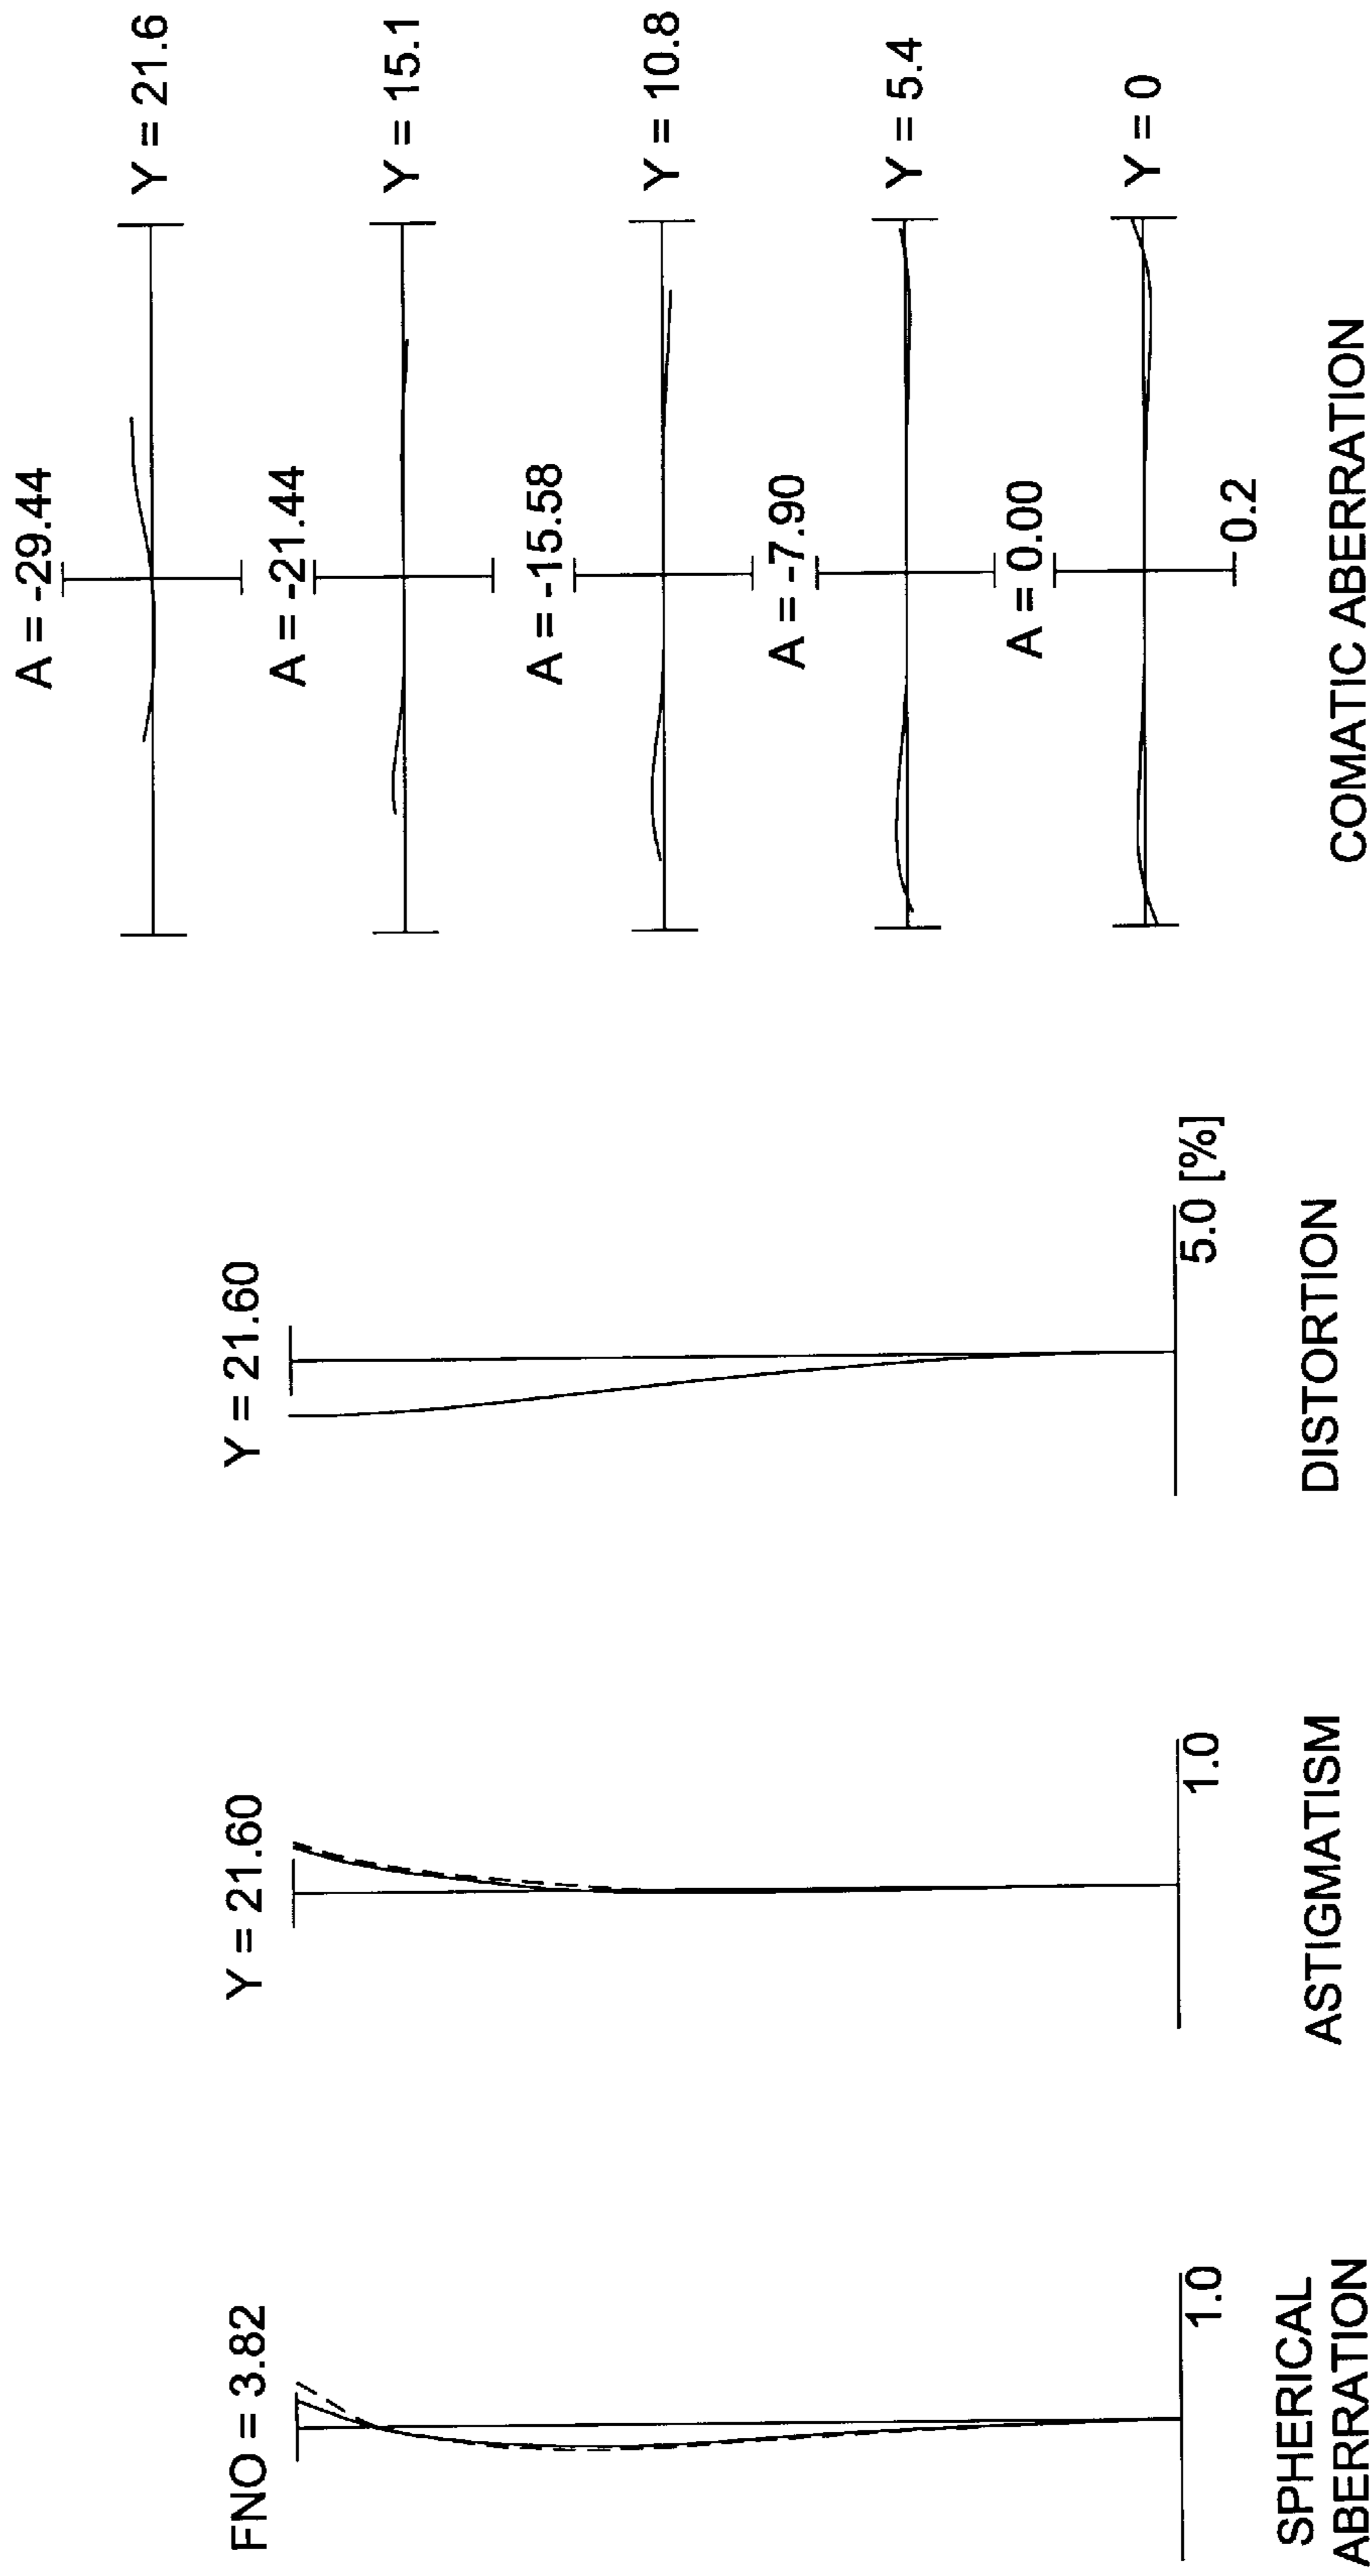 FNO = 3.82
1.0
SPHERICAL
ABERRATION
Y = 21.60
1.0
ASTIGMATISM
Y = 21.60
5.0 [%]
DISTORTION
A = -29.44
Y = 21.6
A = -21.44
Y = 15.1
A = -15.58
Y = 10.8
A = -7.90
Y = 5.4
A = 0.00
Y = 0
0.2
COMATIC ABERRATION